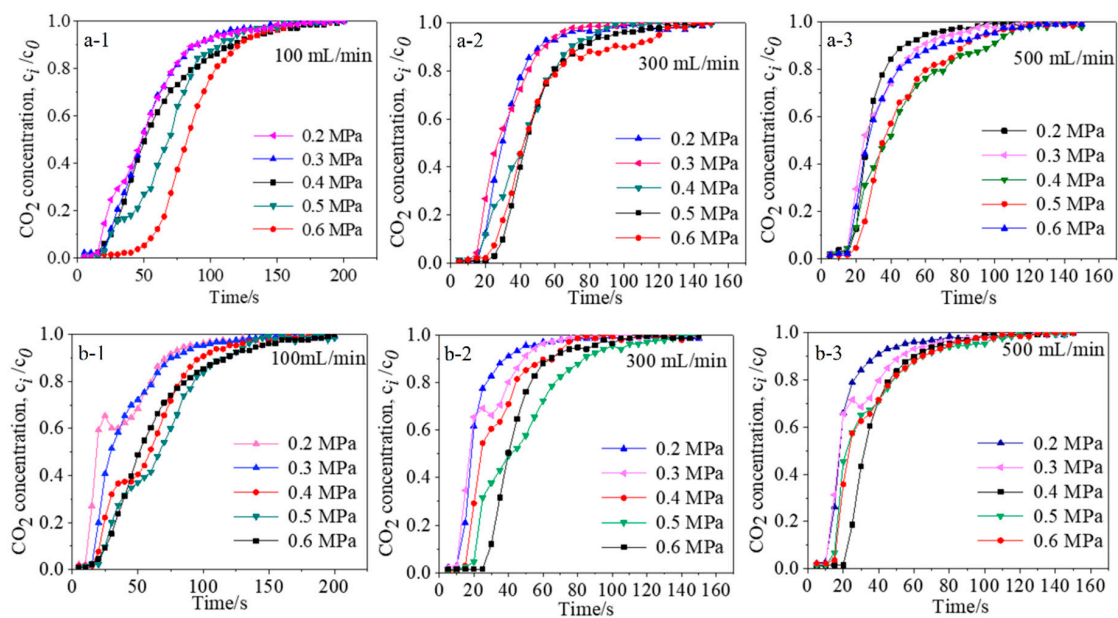 a-1
100 mL/min
CO2 concentration, ci /c0
1.0
0.8
0.6
0.4
0.2
0.0
0.2 MPa
0.3 MPa
0.4 MPa
0.5 MPa
0.6 MPa
0 50 100 150 200
Time/s
a-2
300 mL/min
CO2 concentration, ci /c0
1.0
0.8
0.6
0.4
0.2
0.0
0.2 MPa
0.3 MPa
0.4 MPa
0.5 MPa
0.6 MPa
0 20 40 60 80 100 120 140 160
Time/s
a-3
500 mL/min
CO2 concentration, ci /c0
1.0
0.8
0.6
0.4
0.2
0.0
0.2 MPa
0.3 MPa
0.4 MPa
0.5 MPa
0.6 MPa
0 20 40 60 80 100 120 140 160
Time/s
b-1
100mL/min
CO2 concentration, ci /c0
1.0
0.8
0.6
0.4
0.2
0.0
0.2 MPa
0.3 MPa
0.4 MPa
0.5 MPa
0.6 MPa
0 50 100 150 200
Time/s
b-2
300 mL/min
CO2 concentration, ci /c0
1.0
0.8
0.6
0.4
0.2
0.0
0.2 MPa
0.3 MPa
0.4 MPa
0.5 MPa
0.6 MPa
0 20 40 60 80 100 120 140 160
Time/s
b-3
500 mL/min
CO2 concentration, ci /c0
1.0
0.8
0.6
0.4
0.2
0.0
0.2 MPa
0.3 MPa
0.4 MPa
0.5 MPa
0.6 MPa
0 20 40 60 80 100 120 140 160
Time/s